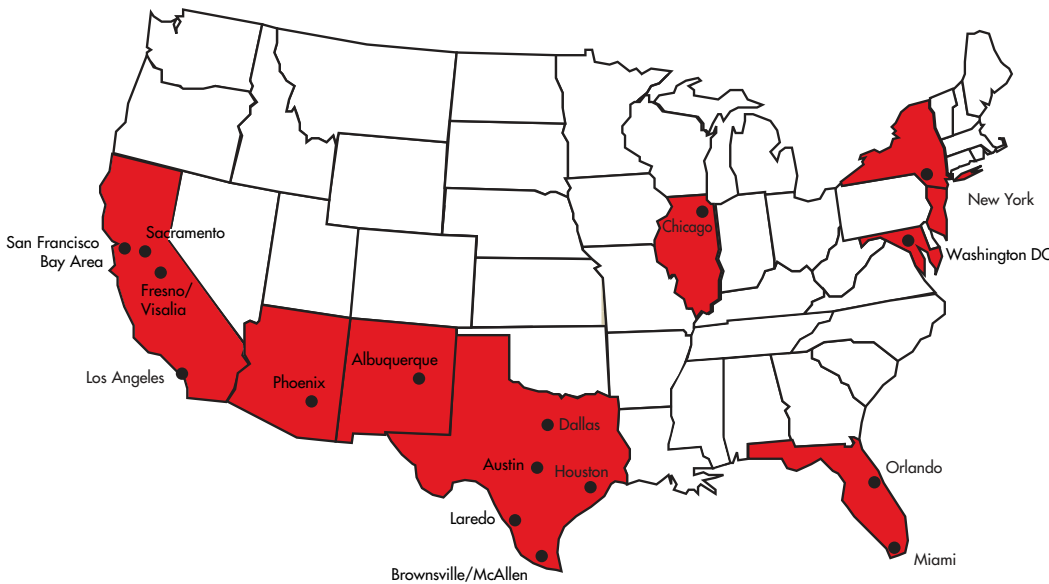 New York
Chicago
Sacramento
San Francisco
Bay Area
Washington DC
Fresno/
Visalia
Albuquerque
Los Angeles
Phoenix
Dallas
Austin
Houston
Orlando
Laredo
Miami
Brownsville/McAllen